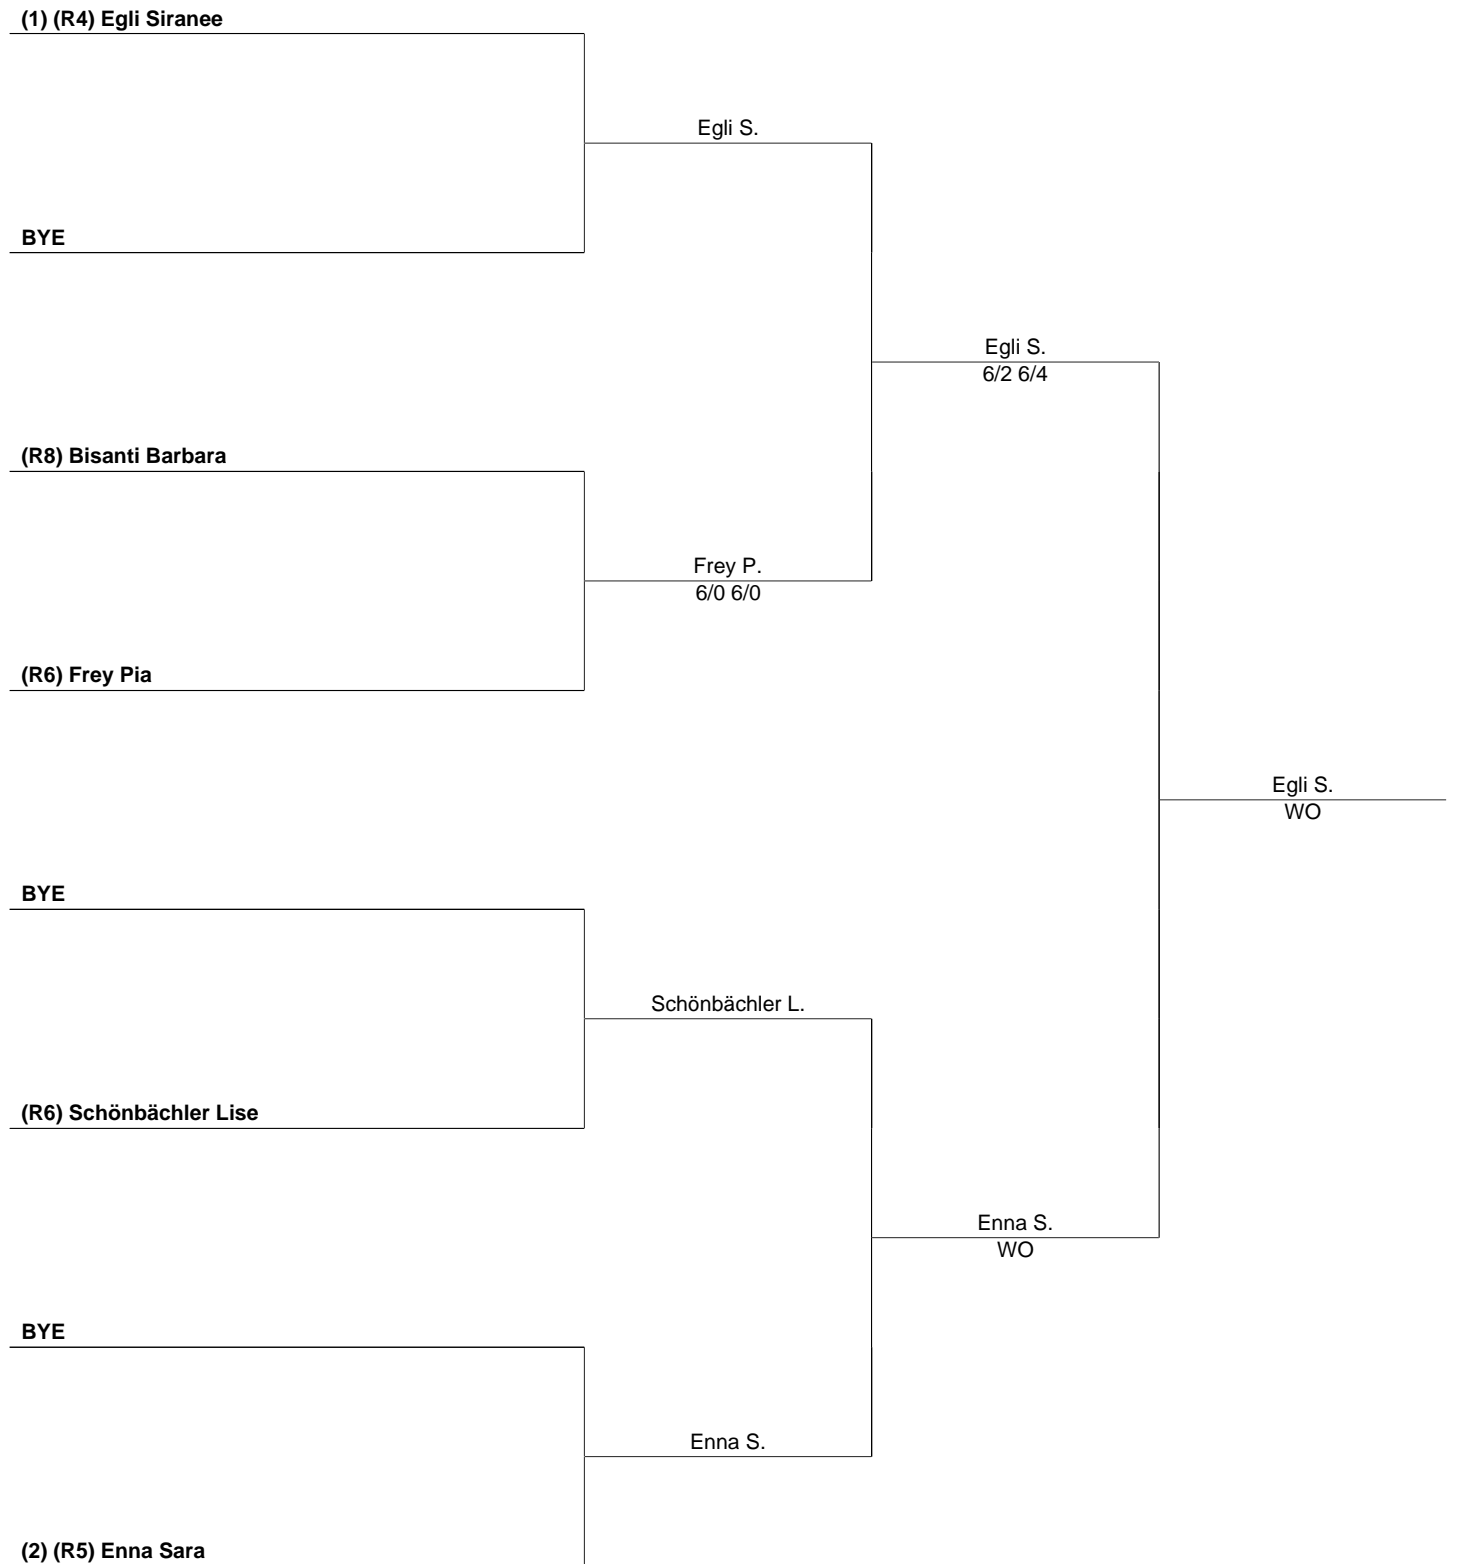 (1) (R4) Egli Siranee
Egli S.
BYE
Egli S.
6/2 6/4
(R8) Bisanti Barbara
Frey P.
6/0 6/0
(R6) Frey Pia
Egli S.
WO
BYE
Schönbächler L.
(R6) Schönbächler Lise
Enna S.
WO
BYE
Enna S.
(2) (R5) Enna Sara